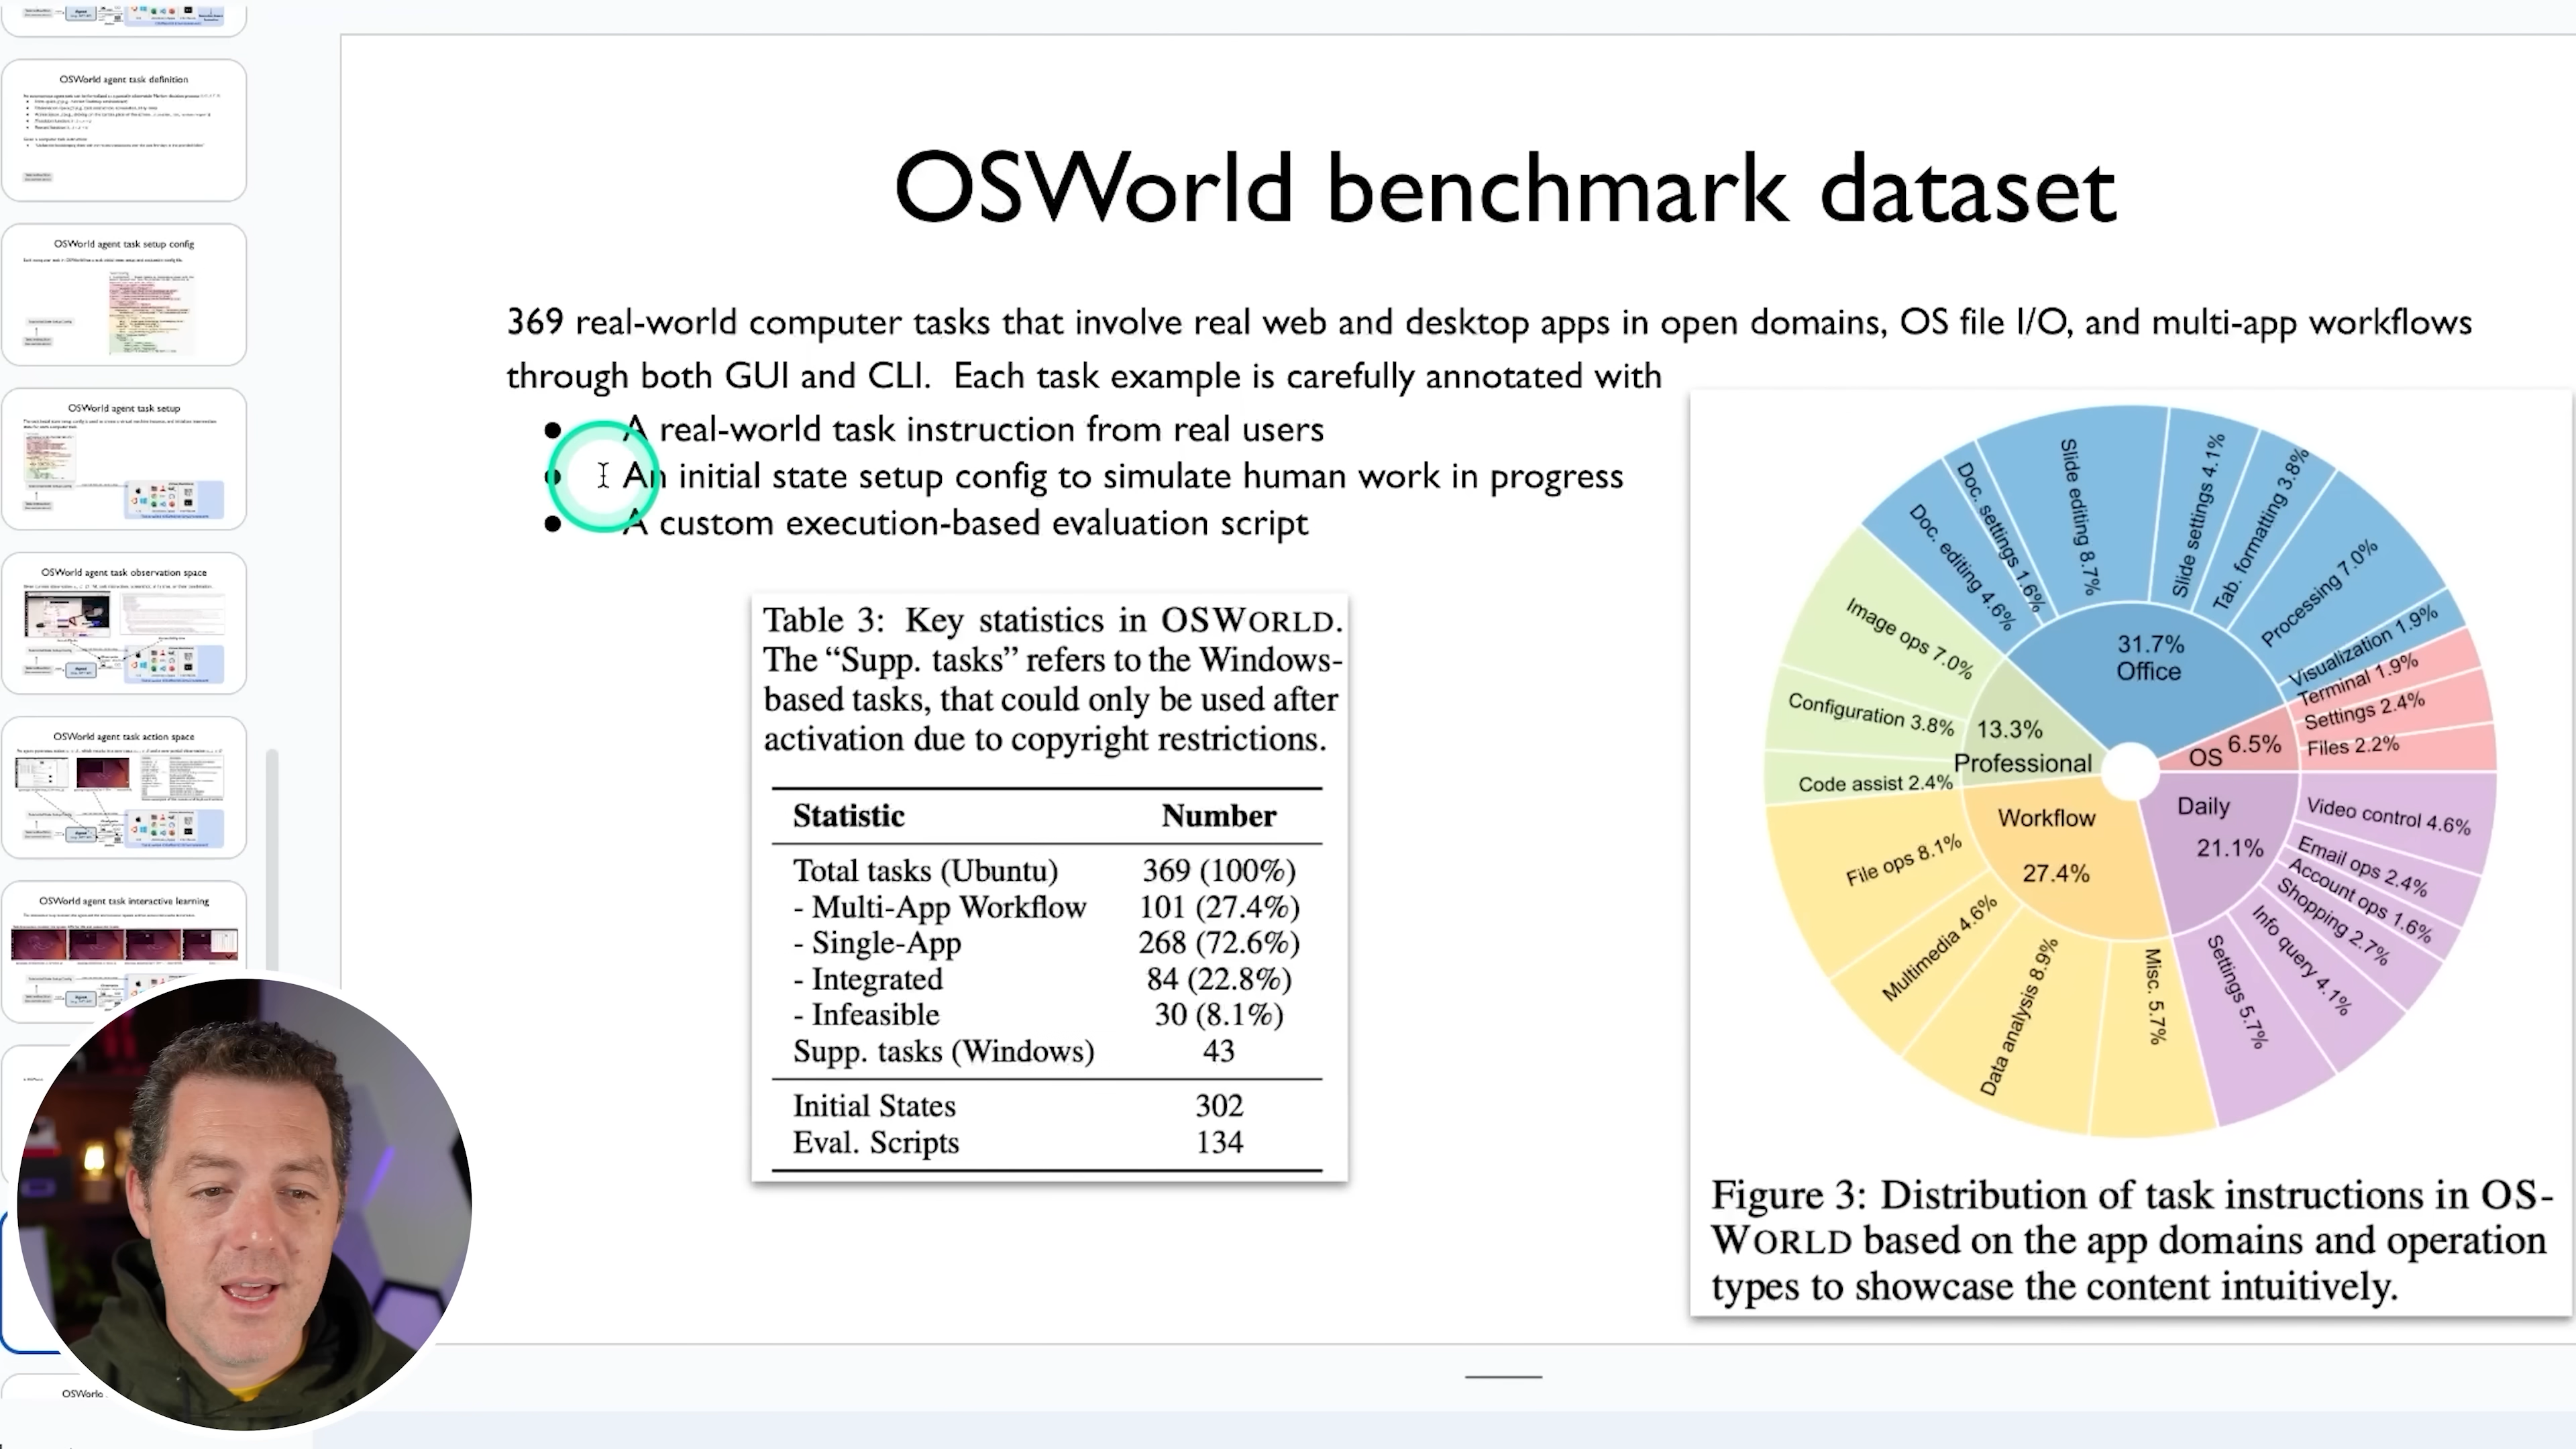 OSWorld agent task definition
OSWorld agent task setup config
OSWorld agent task setup
OSWorld agent task observation space
OSWorld agent task action space
OSWorld agent task interactive learning
OSWorld
OSWorld benchmark dataset
369 real-world computer tasks that involve real web and desktop apps in open domains, OS file I/O, and multi-app workflows
through both GUI and CLI. Each task example is carefully annotated with
● A real-world task instruction from real users
● An initial state setup config to simulate human work in progress
● A custom execution-based evaluation script
Table 3: Key statistics in OSWORLD.
The “Supp. tasks” refers to the Windows-
based tasks, that could only be used after
activation due to copyright restrictions.
Statistic Number
Total tasks (Ubuntu) 369 (100%)
- Multi-App Workflow 101 (27.4%)
- Single-App 268 (72.6%)
- Integrated 84 (22.8%)
- Infeasible 30 (8.1%)
Supp. tasks (Windows) 43
Initial States 302
Eval. Scripts 134
31.7%
Office
Doc. editing 4.6%
Doc. settings 1.6%
Slide editing 8.7%
Slide settings 4.1%
Tab. formatting 3.8%
Processing 7.0%
Visualization 1.9%
OS 6.5%
Terminal 1.9%
Settings 2.4%
Files 2.2%
Daily
21.1%
Video control 4.6%
Email ops 2.4%
Account ops 1.6%
Shopping 2.7%
Info query 4.1%
Settings 5.7%
Workflow
27.4%
Misc. 5.7%
Data analysis 8.9%
Multimedia 4.6%
File ops 8.1%
13.3%
Professional
Code assist 2.4%
Configuration 3.8%
Image ops 7.0%
Figure 3: Distribution of task instructions in OS-
WORLD based on the app domains and operation
types to showcase the content intuitively.